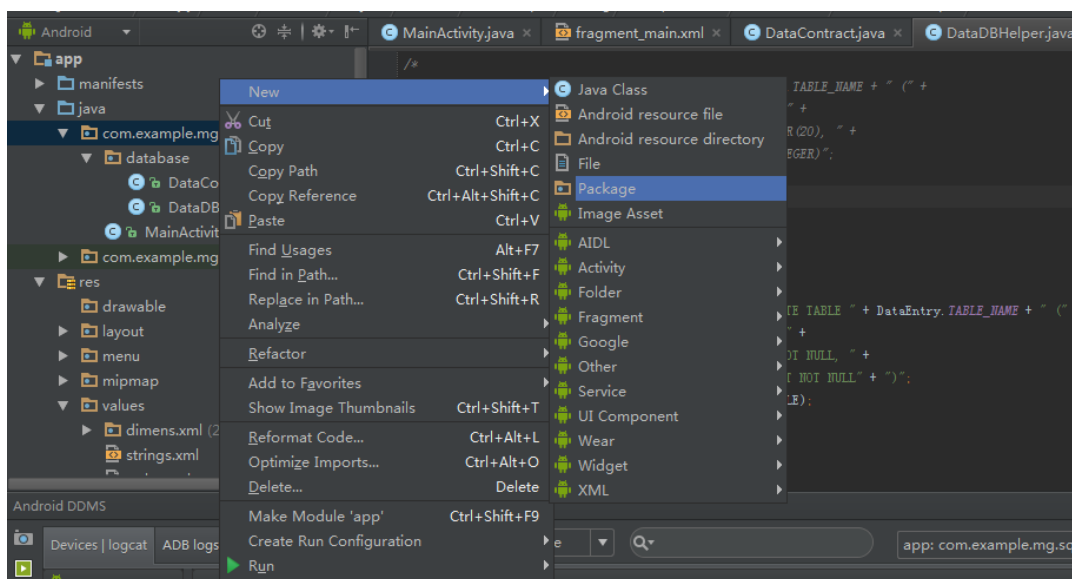 Android
MainActivity.java
fragment_main.xml
DataContract.java
DataDBHelper.java
app
manifests
java
com.example.mg
database
DataCo
DataDB
MainActivit
com.example.mg
res
drawable
layout
menu
mipmap
values
dimens.xml (2
strings.xml
New
Cut Ctrl+X
Copy Ctrl+C
Copy Path Ctrl+Shift+C
Copy Reference Ctrl+Alt+Shift+C
Paste Ctrl+V
Find Usages Alt+F7
Find in Path... Ctrl+Shift+F
Replace in Path... Ctrl+Shift+R
Analyze
Refactor
Add to Favorites
Show Image Thumbnails Ctrl+Shift+T
Reformat Code... Ctrl+Alt+L
Optimize Imports... Ctrl+Alt+O
Delete... Delete
Make Module 'app' Ctrl+Shift+F9
Create Run Configuration
Run
Java Class
Android resource file
Android resource directory
File
Package
Image Asset
AIDL
Activity
Folder
Fragment
Google
Other
Service
UI Component
Wear
Widget
XML
/*
TABLE_NAME + " (" +
" +
R(20), " +
EGER)";
TE TABLE " + DataEntry.TABLE_NAME + " ("
" +
OT NULL, " +
T NOT NULL" + ")";
LE);
Android DDMS
Devices | logcat
ADB logs
e
app: com.example.mg.so